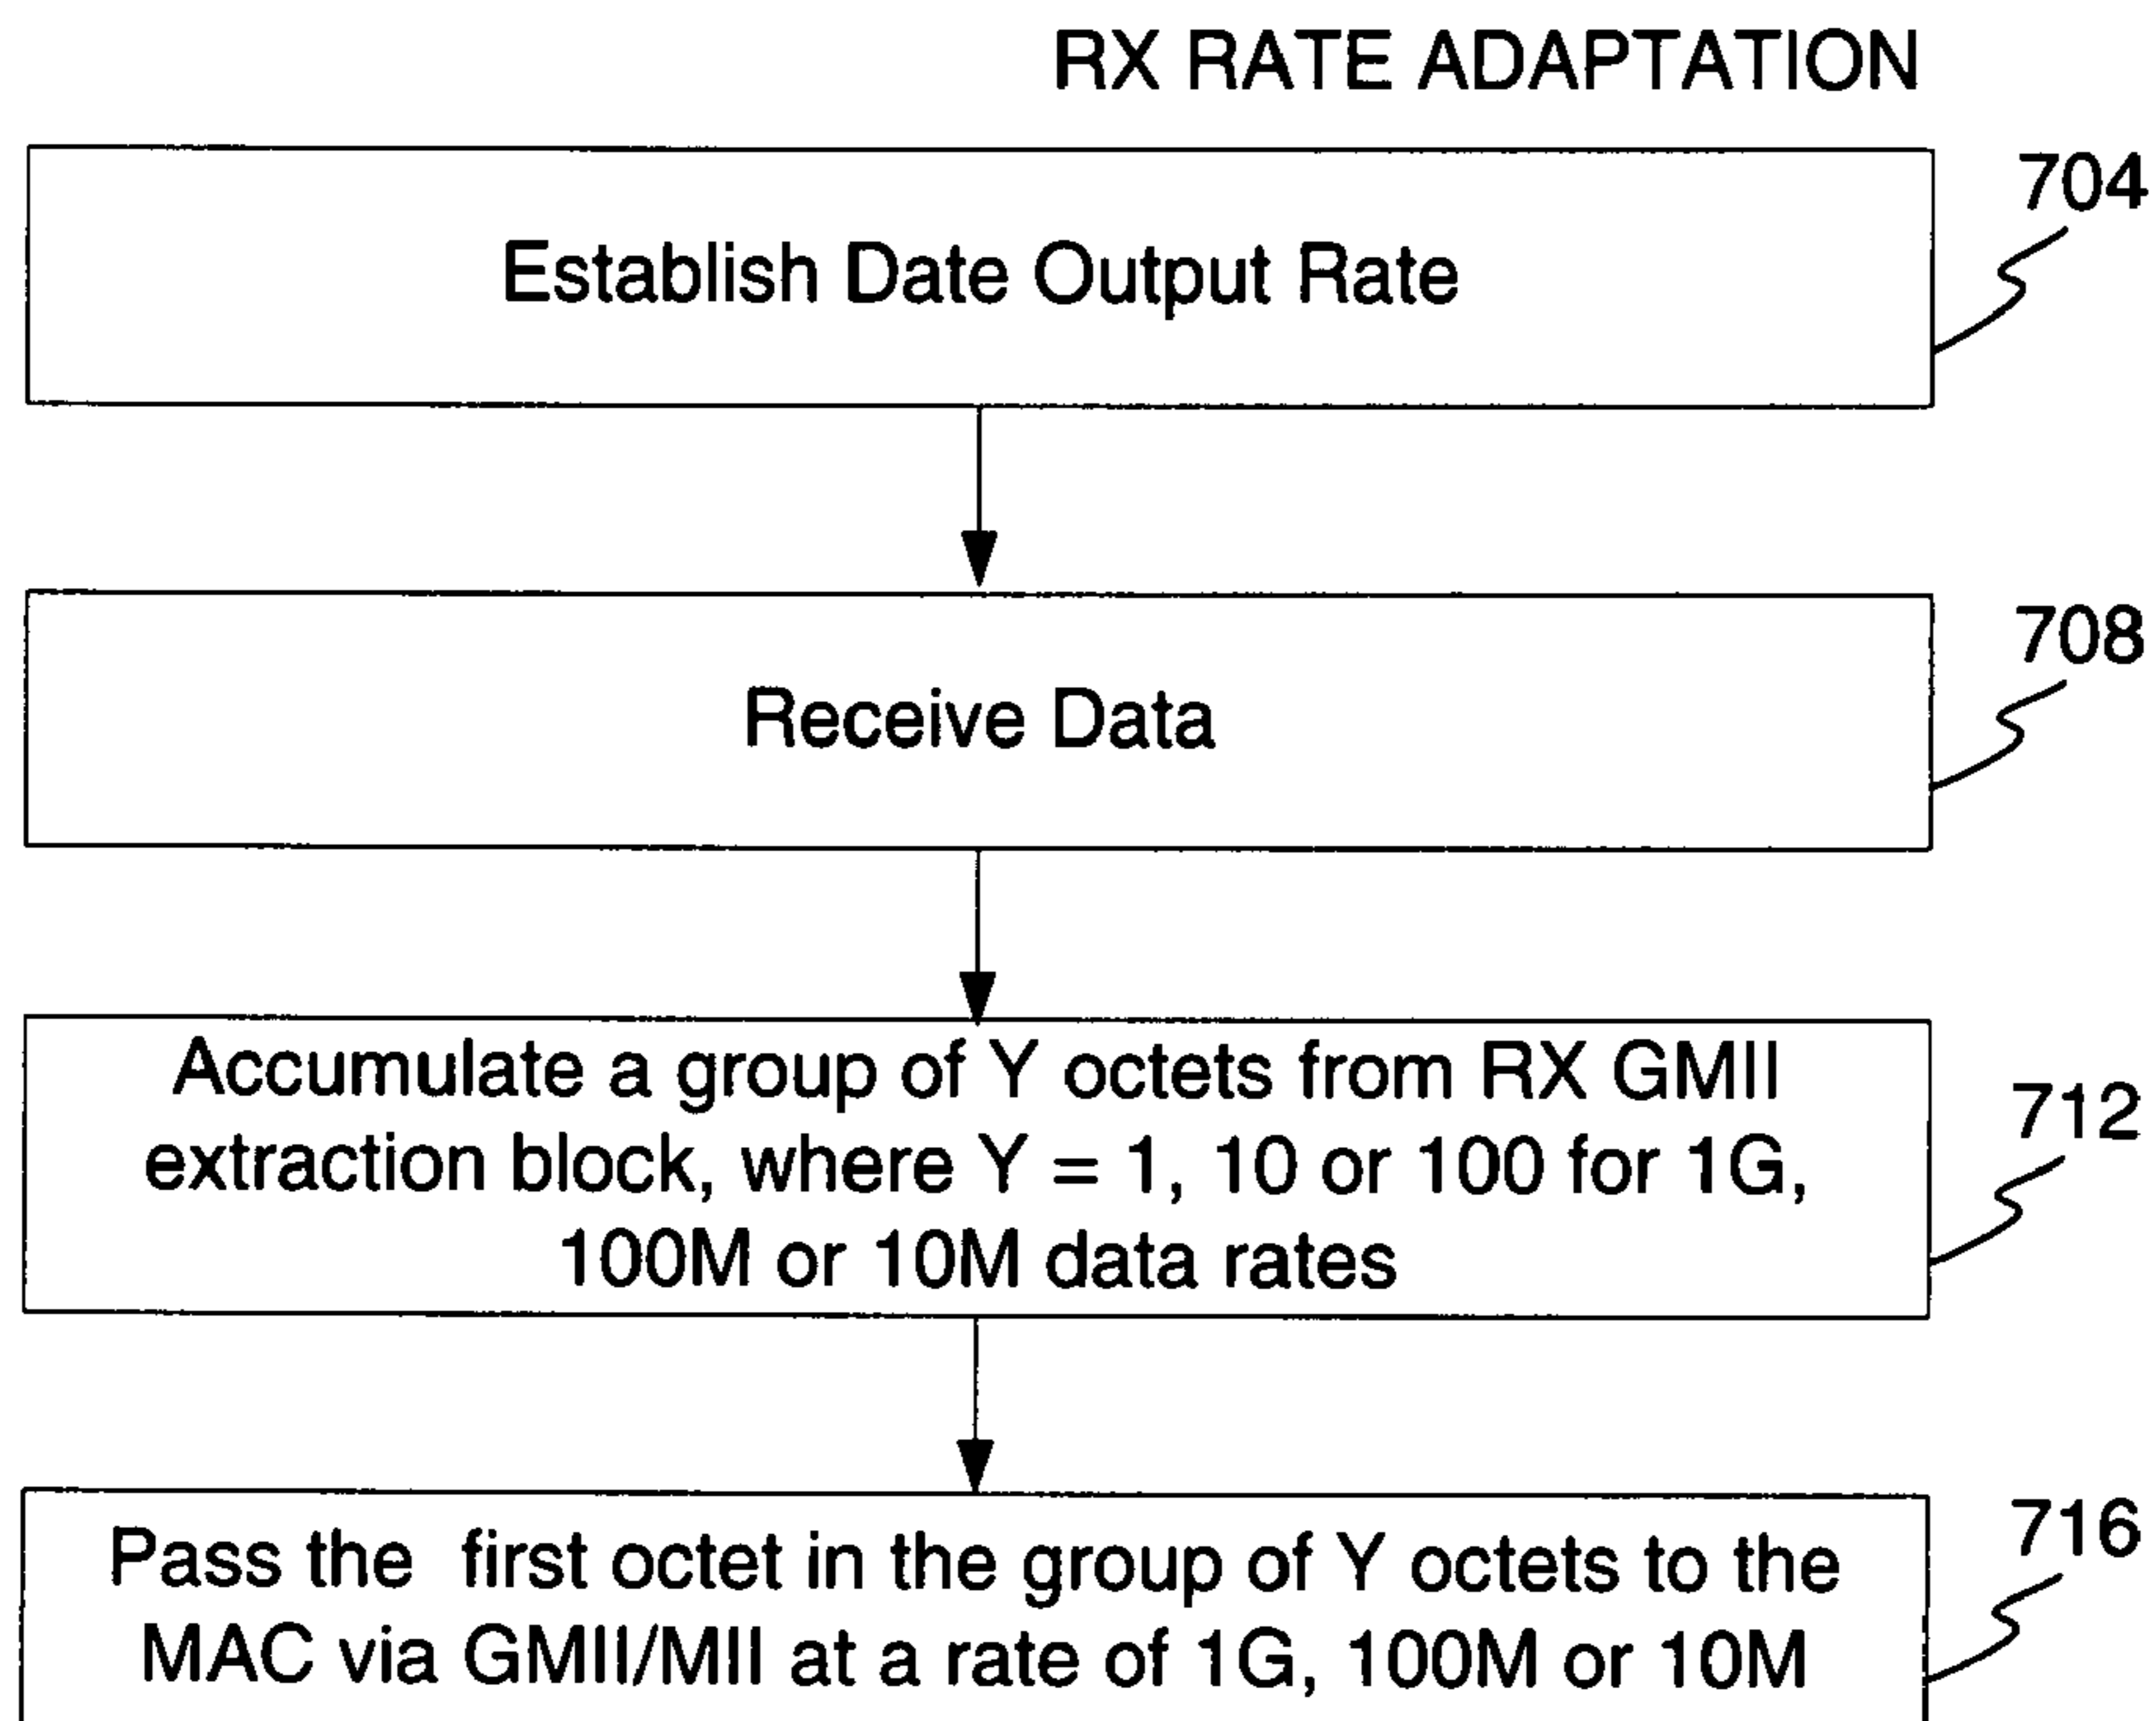 RX RATE ADAPTATION
704
Establish Date Output Rate
708
Receive Data
Accumulate a group of Y octets from RX GMII
extraction block, where Y = 1, 10 or 100 for 1G,
100M or 10M data rates
712
Pass the first octet in the group of Y octets to the
MAC via GMII/MII at a rate of 1G, 100M or 10M
716